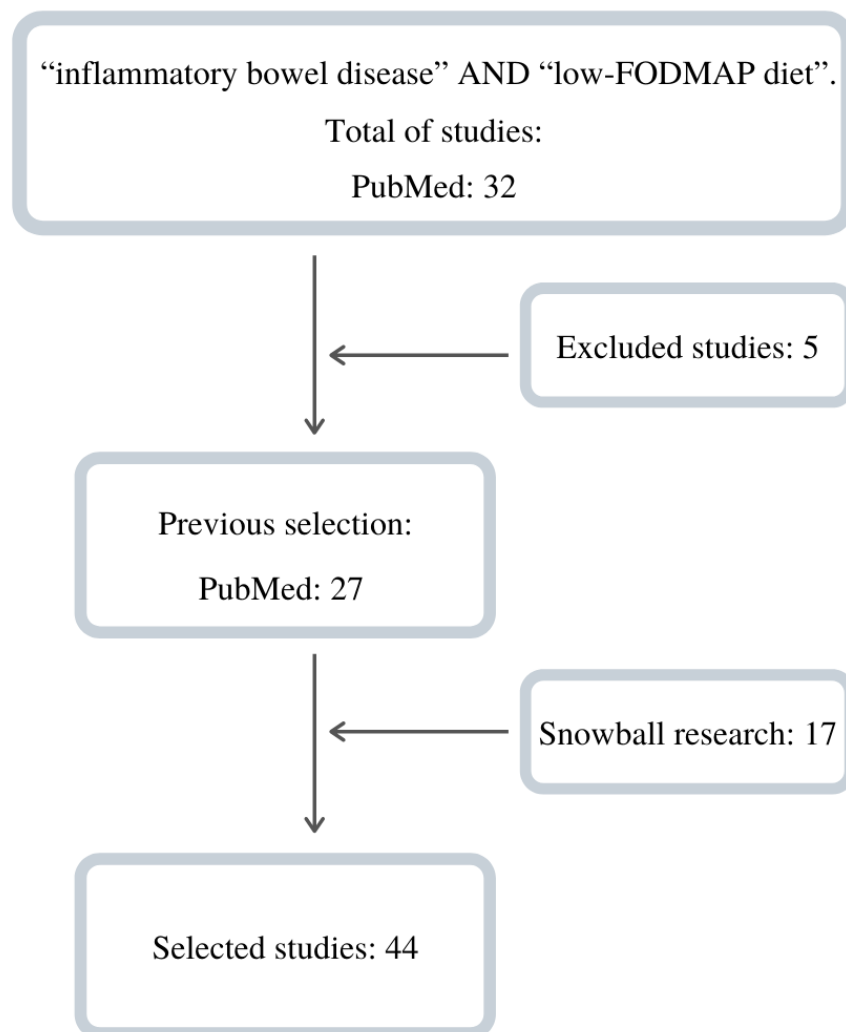 “inflammatory bowel disease” AND “low-FODMAP diet”.
Total of studies:
PubMed: 32
Excluded studies: 5
Previous selection:
PubMed: 27
Snowball research: 17
Selected studies: 44